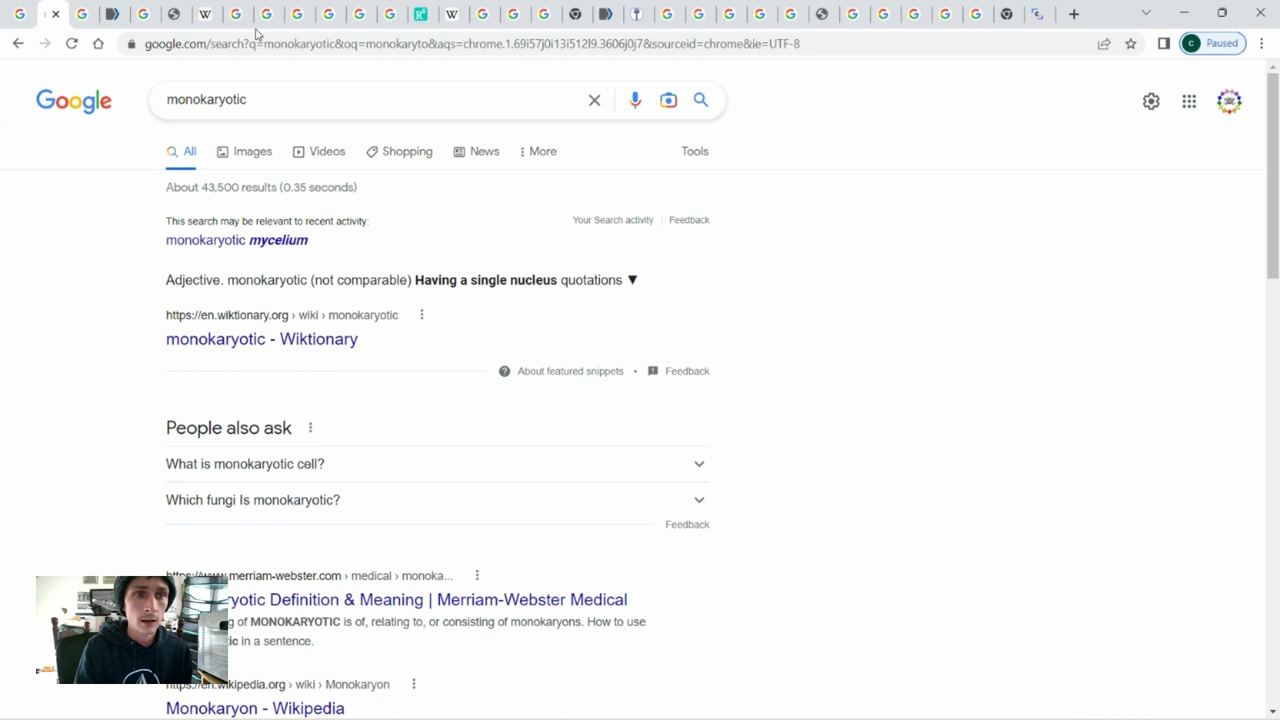 google.com/search?q=monokaryotic&oq=monokaryto&aqs=chrome.1.69i57j0i13i512l9.3606j0j7&sourceid=chrome&ie=UTF-8
C Paused
Google
monokaryotic
All Images Videos Shopping News More Tools
About 43,500 results (0.35 seconds)
This search may be relevant to recent activity: Your Search activity Feedback
monokaryotic mycelium
Adjective. monokaryotic (not comparable) Having a single nucleus quotations ▼
https://en.wiktionary.org › wiki › monokaryotic
monokaryotic - Wiktionary
About featured snippets • Feedback
People also ask
What is monokaryotic cell?
Which fungi Is monokaryotic?
Feedback
merriam-webster.com › medical › monoka...
Definition & Meaning | Merriam-Webster Medical
of MONOKARYOTIC is of, relating to, or consisting of monokaryons. How to use
in a sentence.
https://en.wikipedia.org › wiki › Monokaryon
Monokaryon - Wikipedia